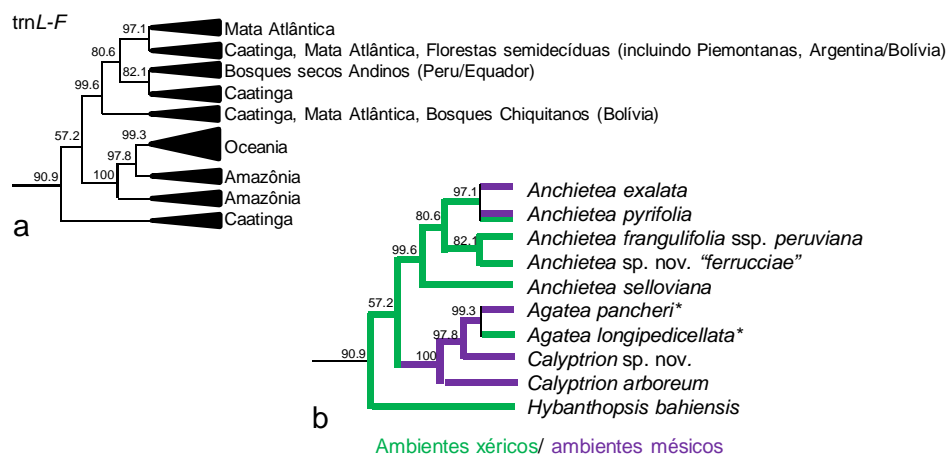 trnL-F
97.1
Mata Atlântica
80.6
Caatinga, Mata Atlântica, Florestas semidecíduas (incluindo Piemontanas, Argentina/Bolívia)
Bosques secos Andinos (Peru/Equador)
82.1
99.6
Caatinga
Caatinga, Mata Atlântica, Bosques Chiquitanos (Bolívia)
57.2
99.3
Oceania
97.8
90.9
100
Amazônia
Amazônia
Caatinga
a
97.1
Anchietea exalata
80.6
Anchietea pyrifolia
82.1
Anchietea frangulifolia ssp. peruviana
99.6
Anchietea sp. nov. “ferrucciae”
Anchietea selloviana
57.2
99.3
Agatea pancheri*
97.8
Agatea longipedicellata*
90.9
100
Calyptrion sp. nov.
Calyptrion arboreum
Hybanthopsis bahiensis
b
Ambientes xéricos/ ambientes mésicos